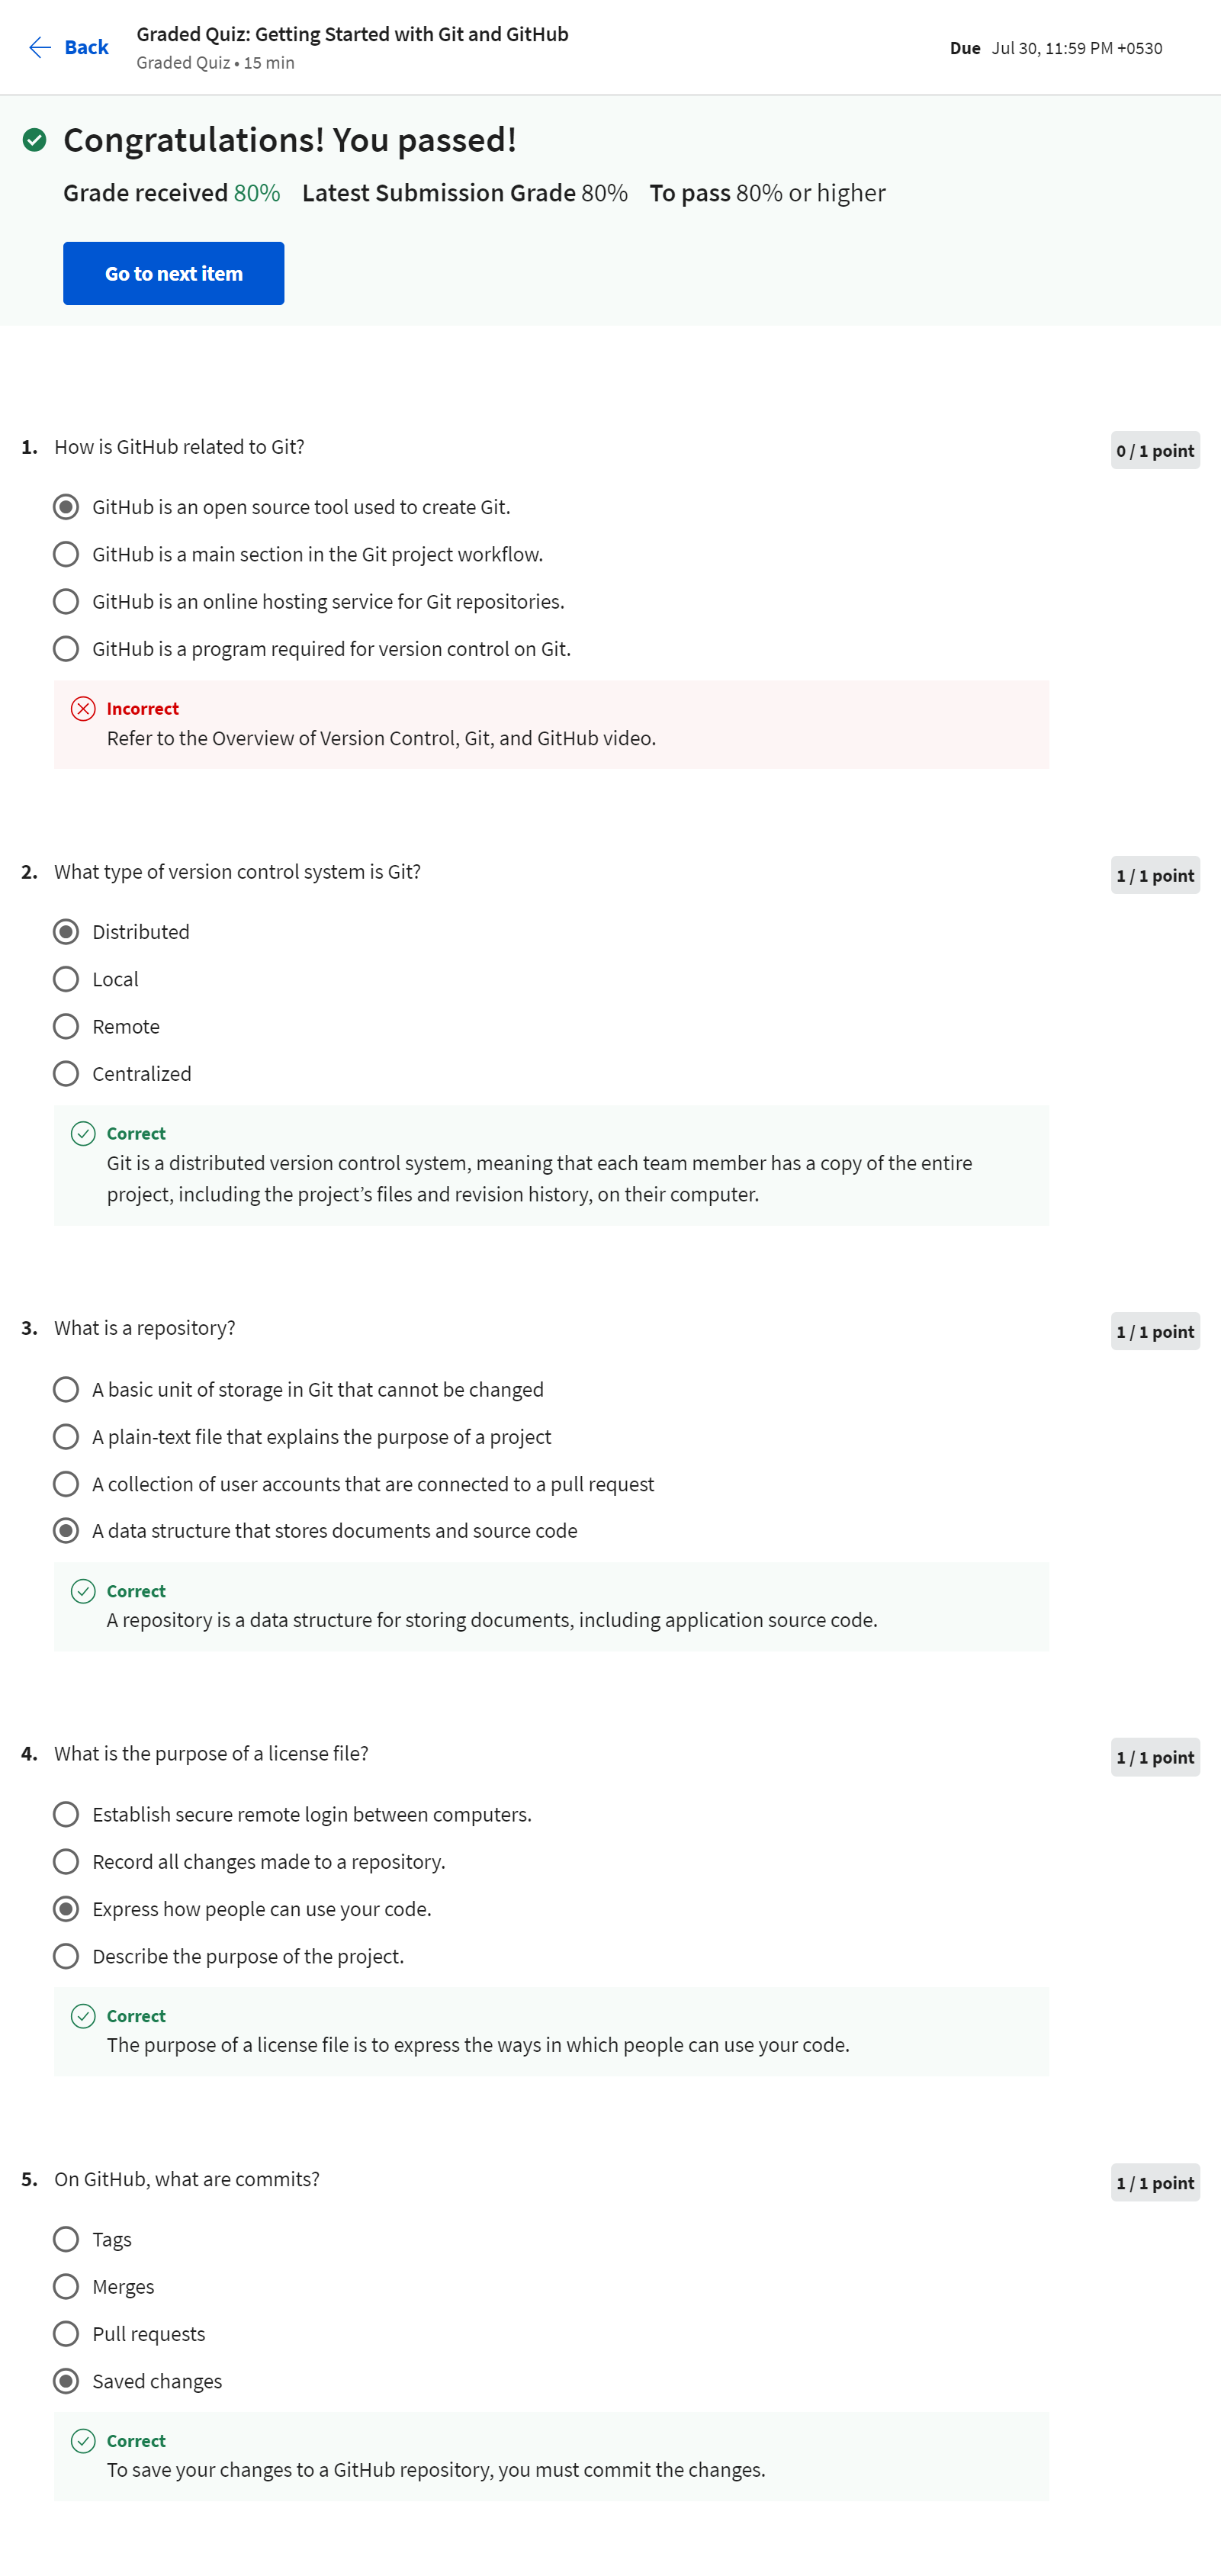 Back
Graded Quiz: Getting Started with Git and GitHub
Graded Quiz • 15 min
Due Jul 30, 11:59 PM +0530
Congratulations! You passed!
Grade received 80% Latest Submission Grade 80% To pass 80% or higher
Go to next item
1. How is GitHub related to Git?
0 / 1 point
GitHub is an open source tool used to create Git.
GitHub is a main section in the Git project workflow.
GitHub is an online hosting service for Git repositories.
GitHub is a program required for version control on Git.
Incorrect
Refer to the Overview of Version Control, Git, and GitHub video.
2. What type of version control system is Git?
1 / 1 point
Distributed
Local
Remote
Centralized
Correct
Git is a distributed version control system, meaning that each team member has a copy of the entire
project, including the project’s files and revision history, on their computer.
3. What is a repository?
1 / 1 point
A basic unit of storage in Git that cannot be changed
A plain-text file that explains the purpose of a project
A collection of user accounts that are connected to a pull request
A data structure that stores documents and source code
Correct
A repository is a data structure for storing documents, including application source code.
4. What is the purpose of a license file?
1 / 1 point
Establish secure remote login between computers.
Record all changes made to a repository.
Express how people can use your code.
Describe the purpose of the project.
Correct
The purpose of a license file is to express the ways in which people can use your code.
5. On GitHub, what are commits?
1 / 1 point
Tags
Merges
Pull requests
Saved changes
Correct
To save your changes to a GitHub repository, you must commit the changes.